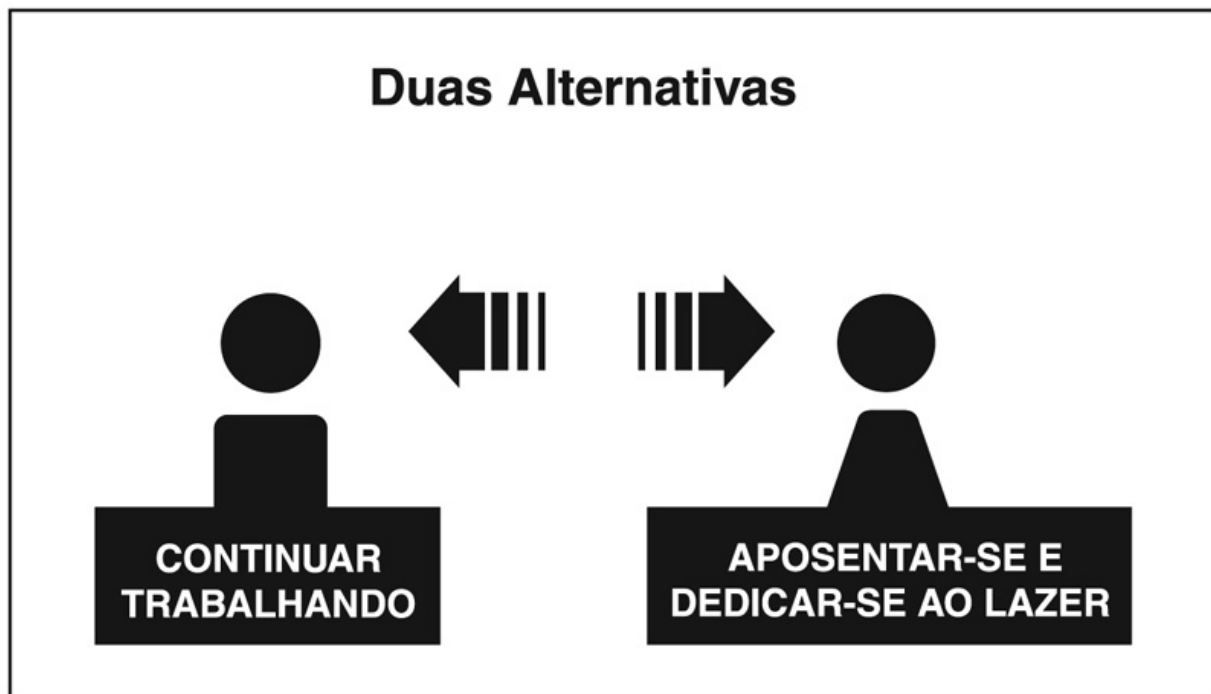 Duas Alternativas
CONTINUAR
TRABALHANDO
APOSENTAR-SE E
DEDICAR-SE AO LAZER